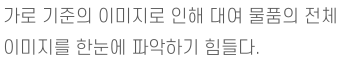 가로 기준의 이미지로 인해 대여 물품의 전체
이미지를 한눈에 파악하기 힘들다.